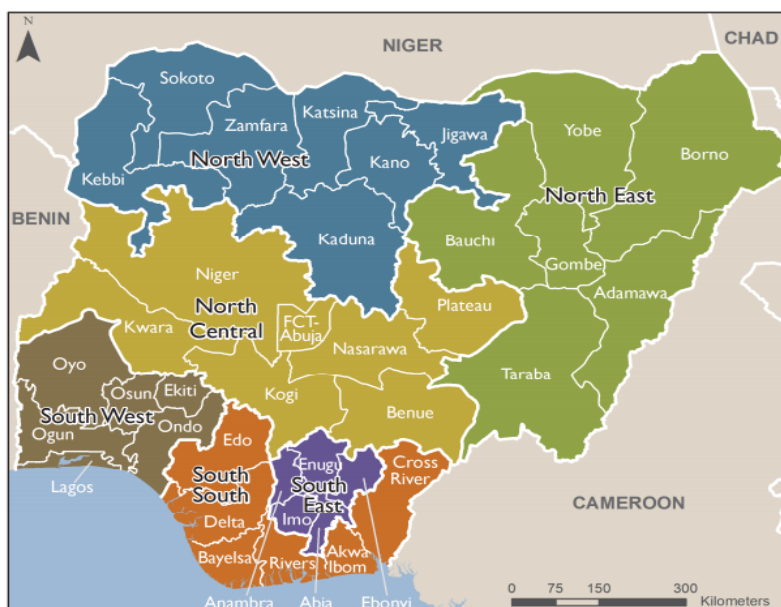 N
NIGER
CHAD
Sokoto
Katsina
Zamfara
Jigawa
Yobe
Borno
Kano
North West
Kebbi
North East
BENIN
Kaduna
Bauchi
Gombe
Niger
Adamawa
Plateau
North
Central
FCT-
Abuja
Kwara
Nasarawa
Oyo
Taraba
Osun
Ekiti
Kogi
Benue
South West
Ogun
Ondo
Edo
Enugu
Cross
River
South
South
South
East
Lagos
CAMEROON
Delta
Imo
Bayelsa
Rivers
Akwa
Ibom
Anambra
Abia
Ebonyi
0 75 150 300
Kilometers